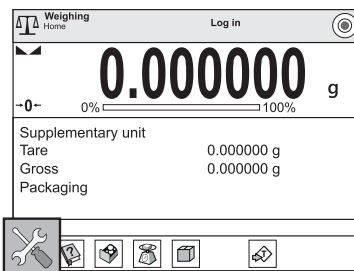 Weighing
Home
Log in
0.000000 g
→0←
0% 100%
Supplementary unit
Tare 0.000000 g
Gross 0.000000 g
Packaging
?
T